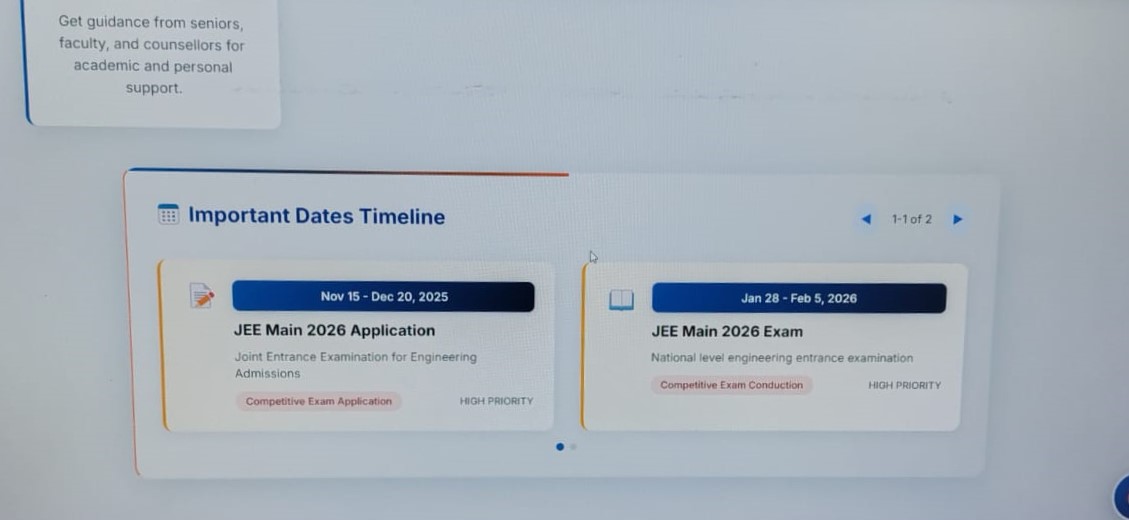 Get guidance from seniors,
faculty, and counsellors for
academic and personal
support.
Important Dates Timeline
1-1 of 2
Nov 15 - Dec 20, 2025
JEE Main 2026 Application
Joint Entrance Examination for Engineering
Admissions
Competitive Exam Application
HIGH PRIORITY
Jan 28 - Feb 5, 2026
JEE Main 2026 Exam
National level engineering entrance examination
Competitive Exam Conduction
HIGH PRIORITY